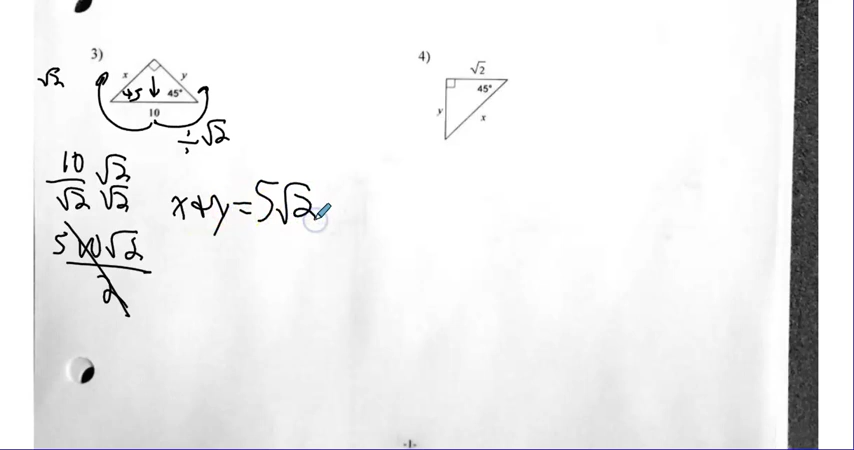 3)
√2
x
y
45
45°
10
÷√2
10 √2
√2 √2
5 10√2
2
x+y=5√2
4)
√2
45°
y
x
-1-